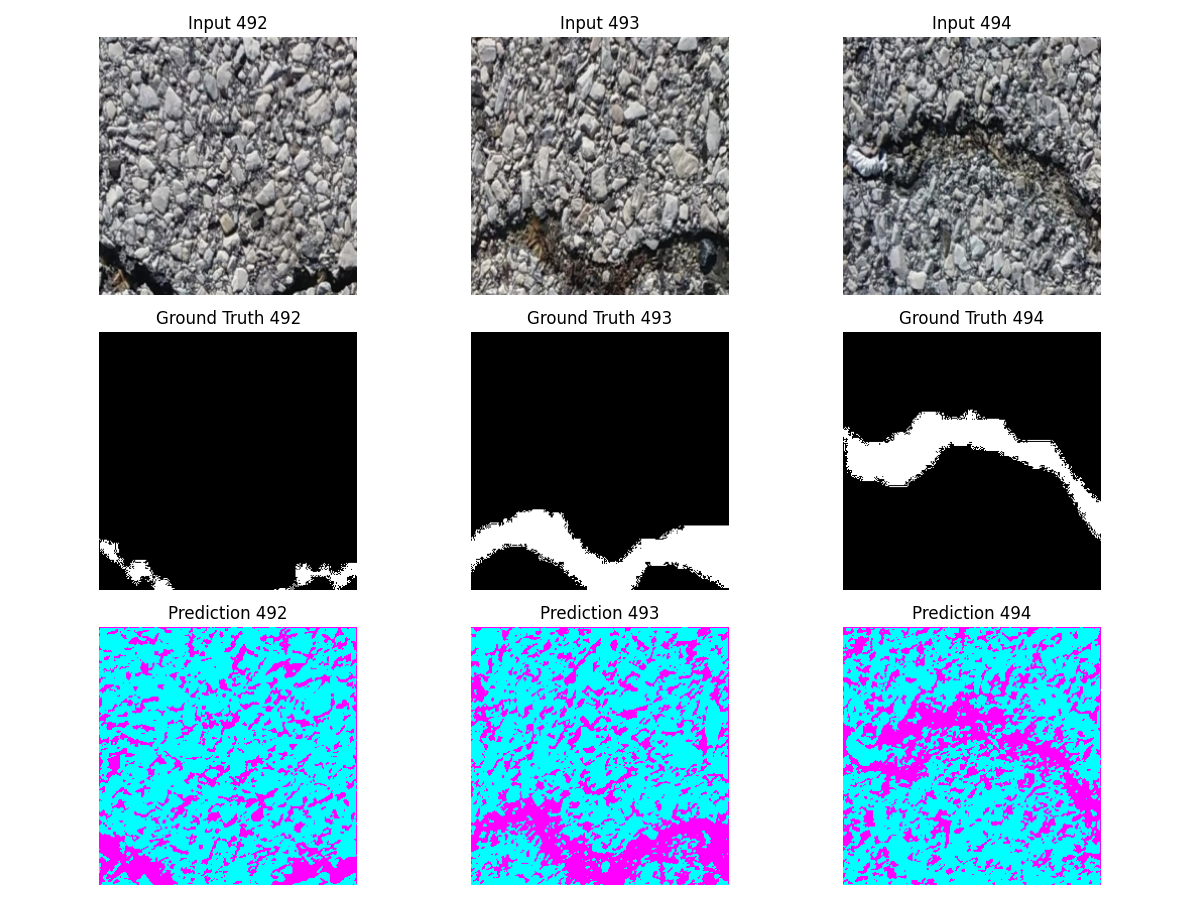 Input 492
Input 493
Input 494
Ground Truth 492
Ground Truth 493
Ground Truth 494
Prediction 492
Prediction 493
Prediction 494